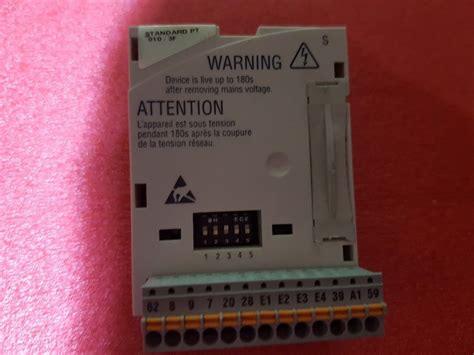 STANDARD PT
010 - 3F
S
WARNING
Device is live up to 180s
after removing mains voltage.
ATTENTION
L'appareil est sous tension
pendant 180s après la coupure
de la tension réseau.
1 2 3 4 5
62 8 9 7 20 28 E1 E2 E3 E4 39 A1 59